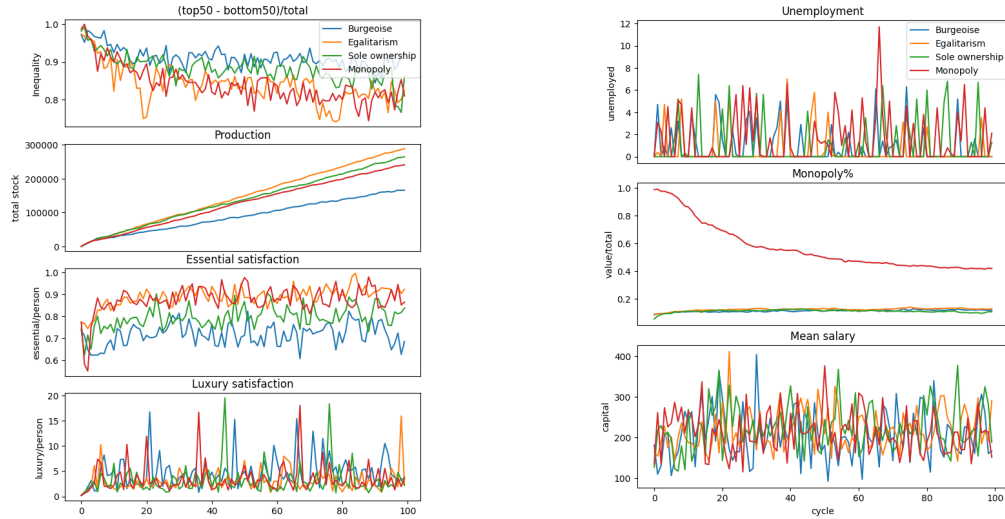 (top50 - bottom50)/total
Inequality
1.0
0.9
0.8
Burgeoise
Egalitarism
Sole ownership
Monopoly
Production
total stock
300000
200000
100000
0
Essential satisfaction
essential/person
1.0
0.9
0.8
0.7
0.6
Luxury satisfaction
luxury/person
20
15
10
5
0
0 20 40 60 80 100
Unemployment
unemployed
12
10
8
6
4
2
0
Burgeoise
Egalitarism
Sole ownership
Monopoly
Monopoly%
value/total
1.0
0.8
0.6
0.4
0.2
Mean salary
capital
400
300
200
100
0 20 40 60 80 100
cycle